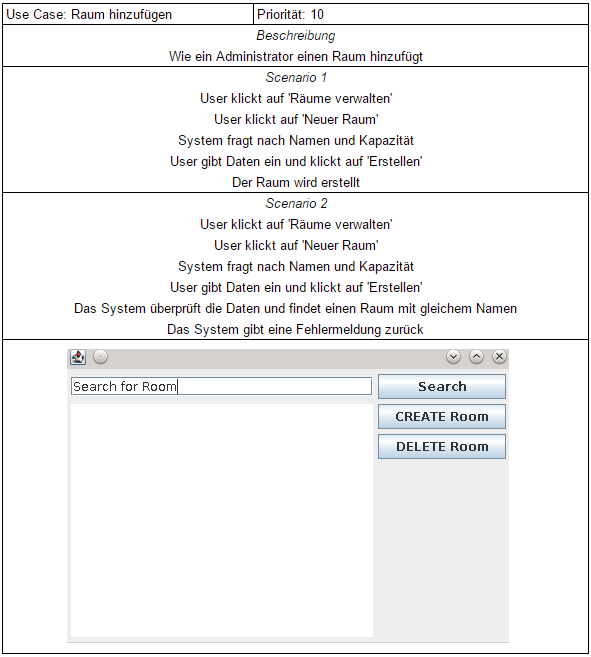 Use Case: Raum hinzufügen Priorität: 10
Beschreibung
Wie ein Administrator einen Raum hinzufügt
Scenario 1
User klickt auf 'Räume verwalten'
User klickt auf 'Neuer Raum'
System fragt nach Namen und Kapazität
User gibt Daten ein und klickt auf 'Erstellen'
Der Raum wird erstellt
Scenario 2
User klickt auf 'Räume verwalten'
User klickt auf 'Neuer Raum'
System fragt nach Namen und Kapazität
User gibt Daten ein und klickt auf 'Erstellen'
Das System überprüft die Daten und findet einen Raum mit gleichem Namen
Das System gibt eine Fehlermeldung zurück
Search for Room
Search
CREATE Room
DELETE Room